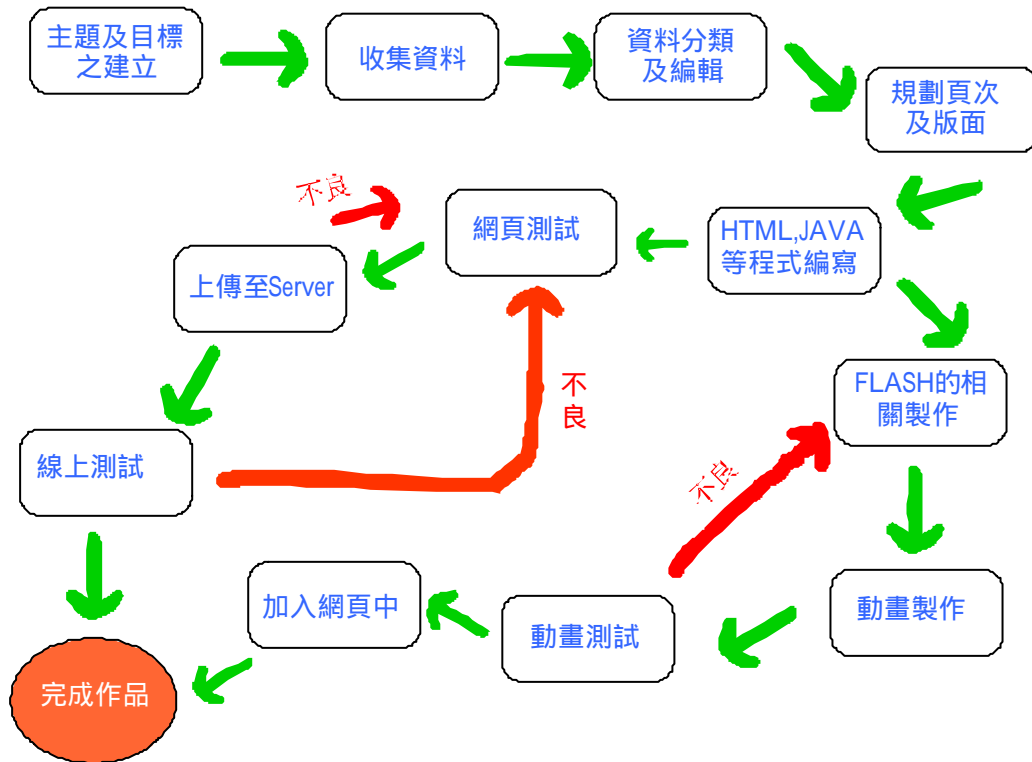 主題及目標
之建立
收集資料
資料分類
及編輯
規劃頁次
及版面
不良
網頁測試
HTML,JAVA
等程式編寫
上傳至Server
不
良
FLASH的相
關製作
線上測試
不良
加入網頁中
動畫測試
動畫製作
完成作品